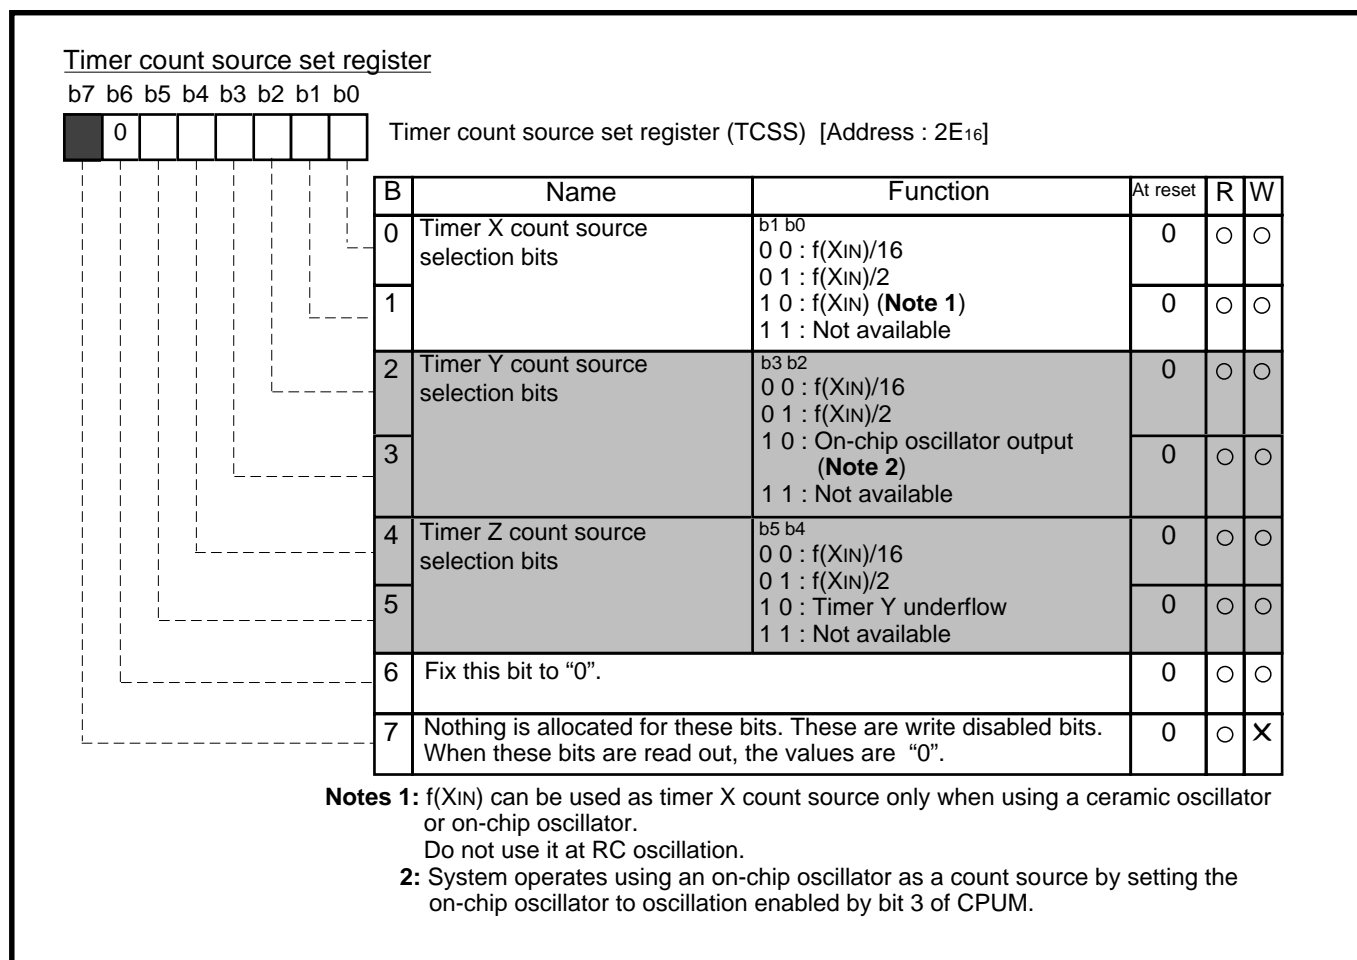 Timer count source set register
b7 b6 b5 b4 b3 b2 b1 b0
0
Timer count source set register (TCSS) [Address : 2E16]
B Name Function At reset R W
0 Timer X count source selection bits
b1 b0
0 0 : f(XIN)/16
0 1 : f(XIN)/2
1 0 : f(XIN) (Note 1)
1 1 : Not available
0 ○ ○
1 0 ○ ○
2 Timer Y count source selection bits
b3 b2
0 0 : f(XIN)/16
0 1 : f(XIN)/2
1 0 : On-chip oscillator output
(Note 2)
1 1 : Not available
0 ○ ○
3 0 ○ ○
4 Timer Z count source selection bits
b5 b4
0 0 : f(XIN)/16
0 1 : f(XIN)/2
1 0 : Timer Y underflow
1 1 : Not available
0 ○ ○
5 0 ○ ○
6 Fix this bit to “0”. 0 ○ ○
7 Nothing is allocated for these bits. These are write disabled bits.
When these bits are read out, the values are “0”.
0 ○ ×
Notes 1: f(XIN) can be used as timer X count source only when using a ceramic oscillator
or on-chip oscillator.
Do not use it at RC oscillation.
2: System operates using an on-chip oscillator as a count source by setting the
on-chip oscillator to oscillation enabled by bit 3 of CPUM.